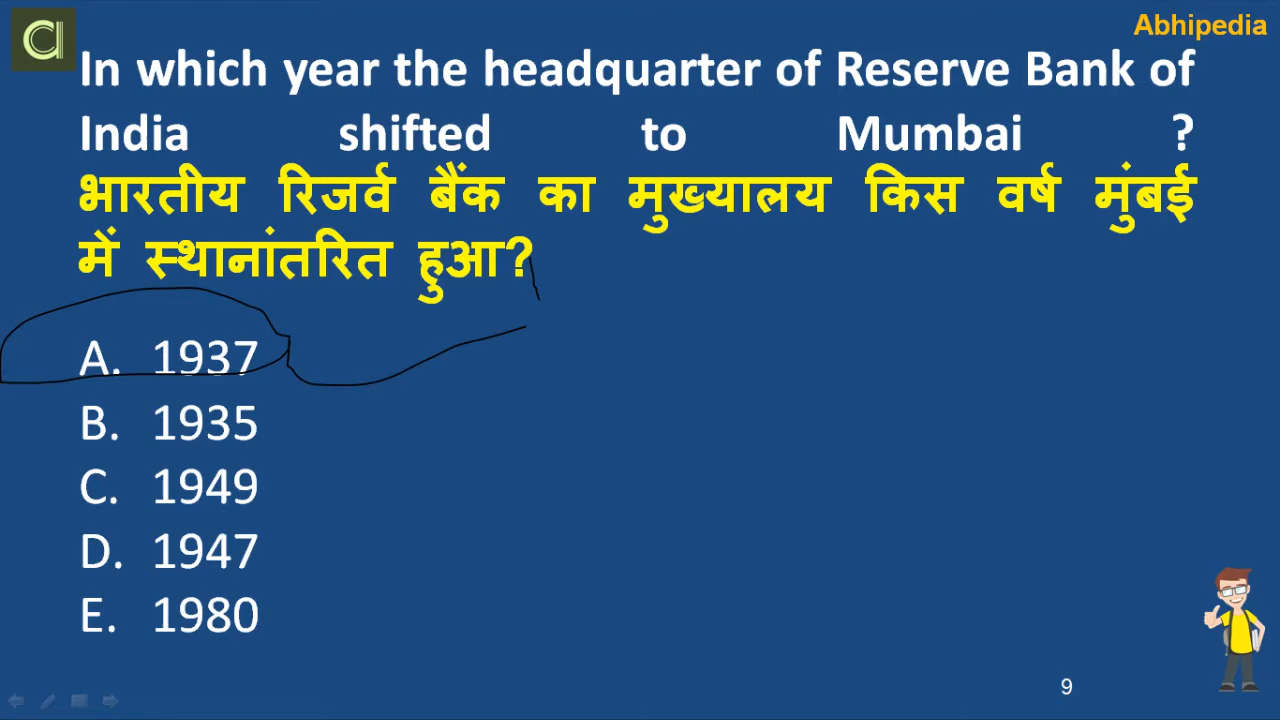 Abhipedia
In which year the headquarter of Reserve Bank of
India shifted to Mumbai ?
भारतीय रिजर्व बैंक का मुख्यालय किस वर्ष मुंबई
में स्थानांतरित हुआ?
A. 1937
B. 1935
C. 1949
D. 1947
E. 1980
9